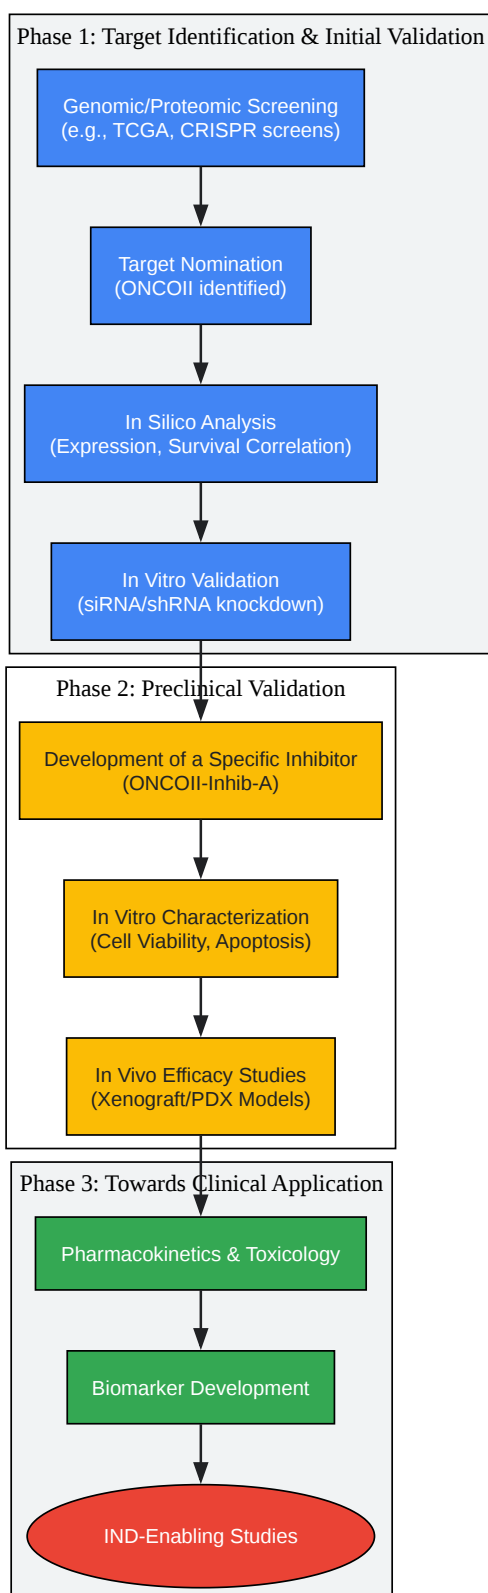 Phase 1: Target Identification & Initial Validation
Genomic/Proteomic Screening
(e.g., TCGA, CRISPR screens)
Target Nomination
(ONCOII identified)
In Silico Analysis
(Expression, Survival Correlation)
In Vitro Validation
(siRNA/shRNA knockdown)
Phase 2: Preclinical Validation
Development of a Specific Inhibitor
(ONCOII-Inhib-A)
In Vitro Characterization
(Cell Viability, Apoptosis)
In Vivo Efficacy Studies
(Xenograft/PDX Models)
Phase 3: Towards Clinical Application
Pharmacokinetics & Toxicology
Biomarker Development
IND-Enabling Studies